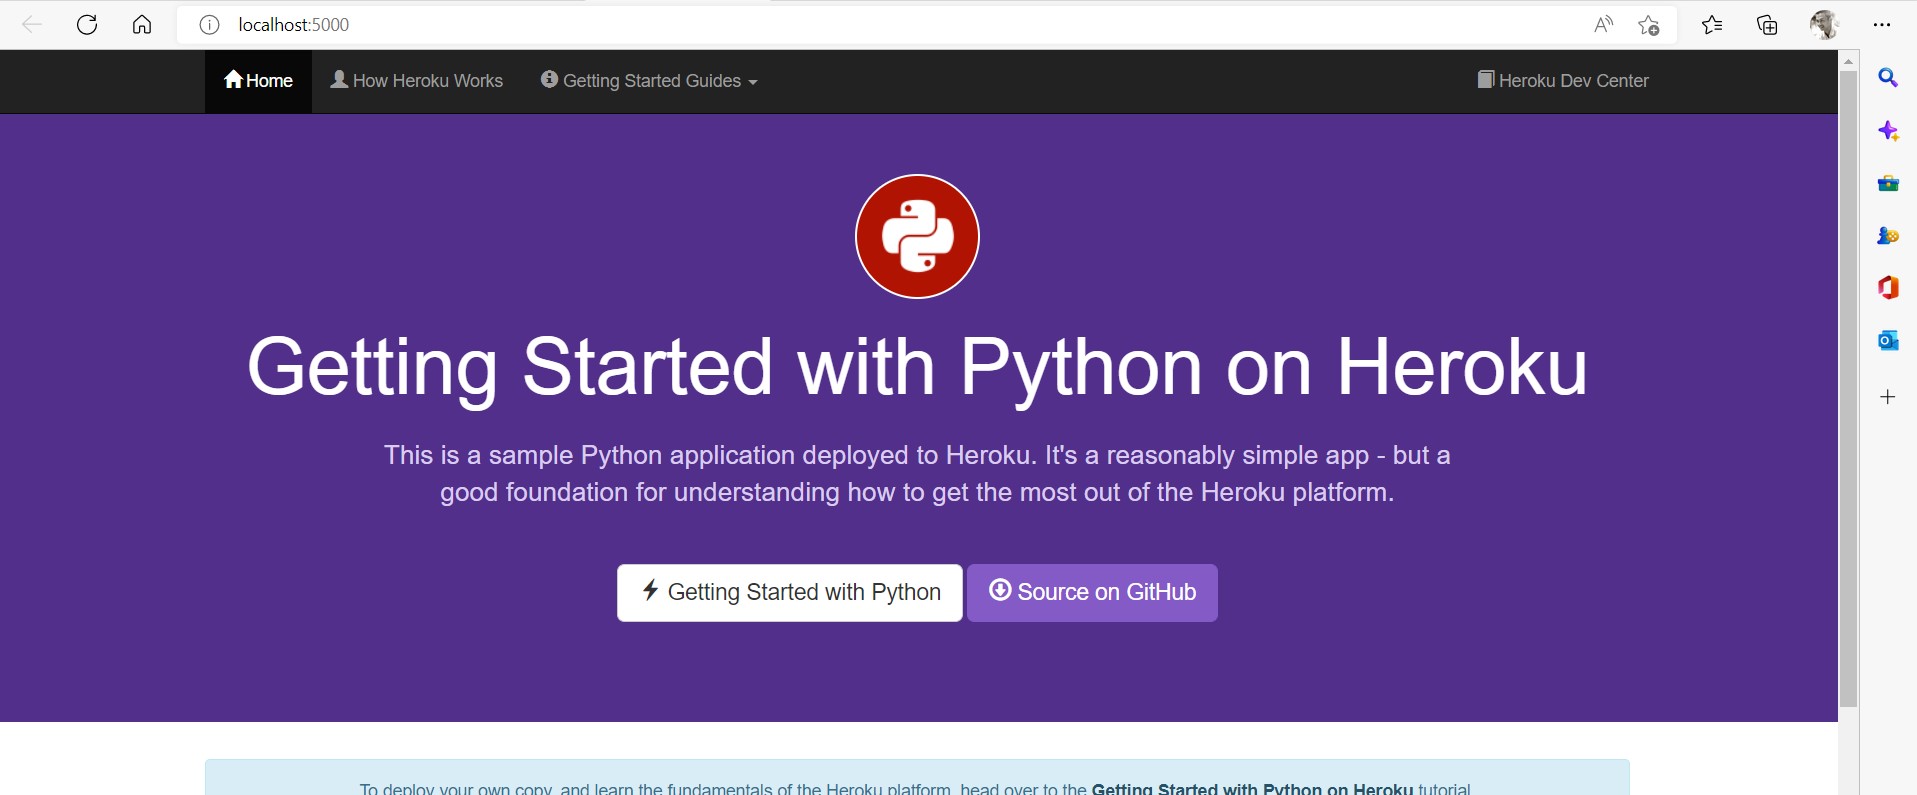 localhost:5000
Home
How Heroku Works
Getting Started Guides
Heroku Dev Center
Getting Started with Python on Heroku
This is a sample Python application deployed to Heroku. It's a reasonably simple app - but a
good foundation for understanding how to get the most out of the Heroku platform.
Getting Started with Python
Source on GitHub
To deploy your own copy, and learn the fundamentals of the Heroku platform, head over to the Getting Started with Python on Heroku tutorial